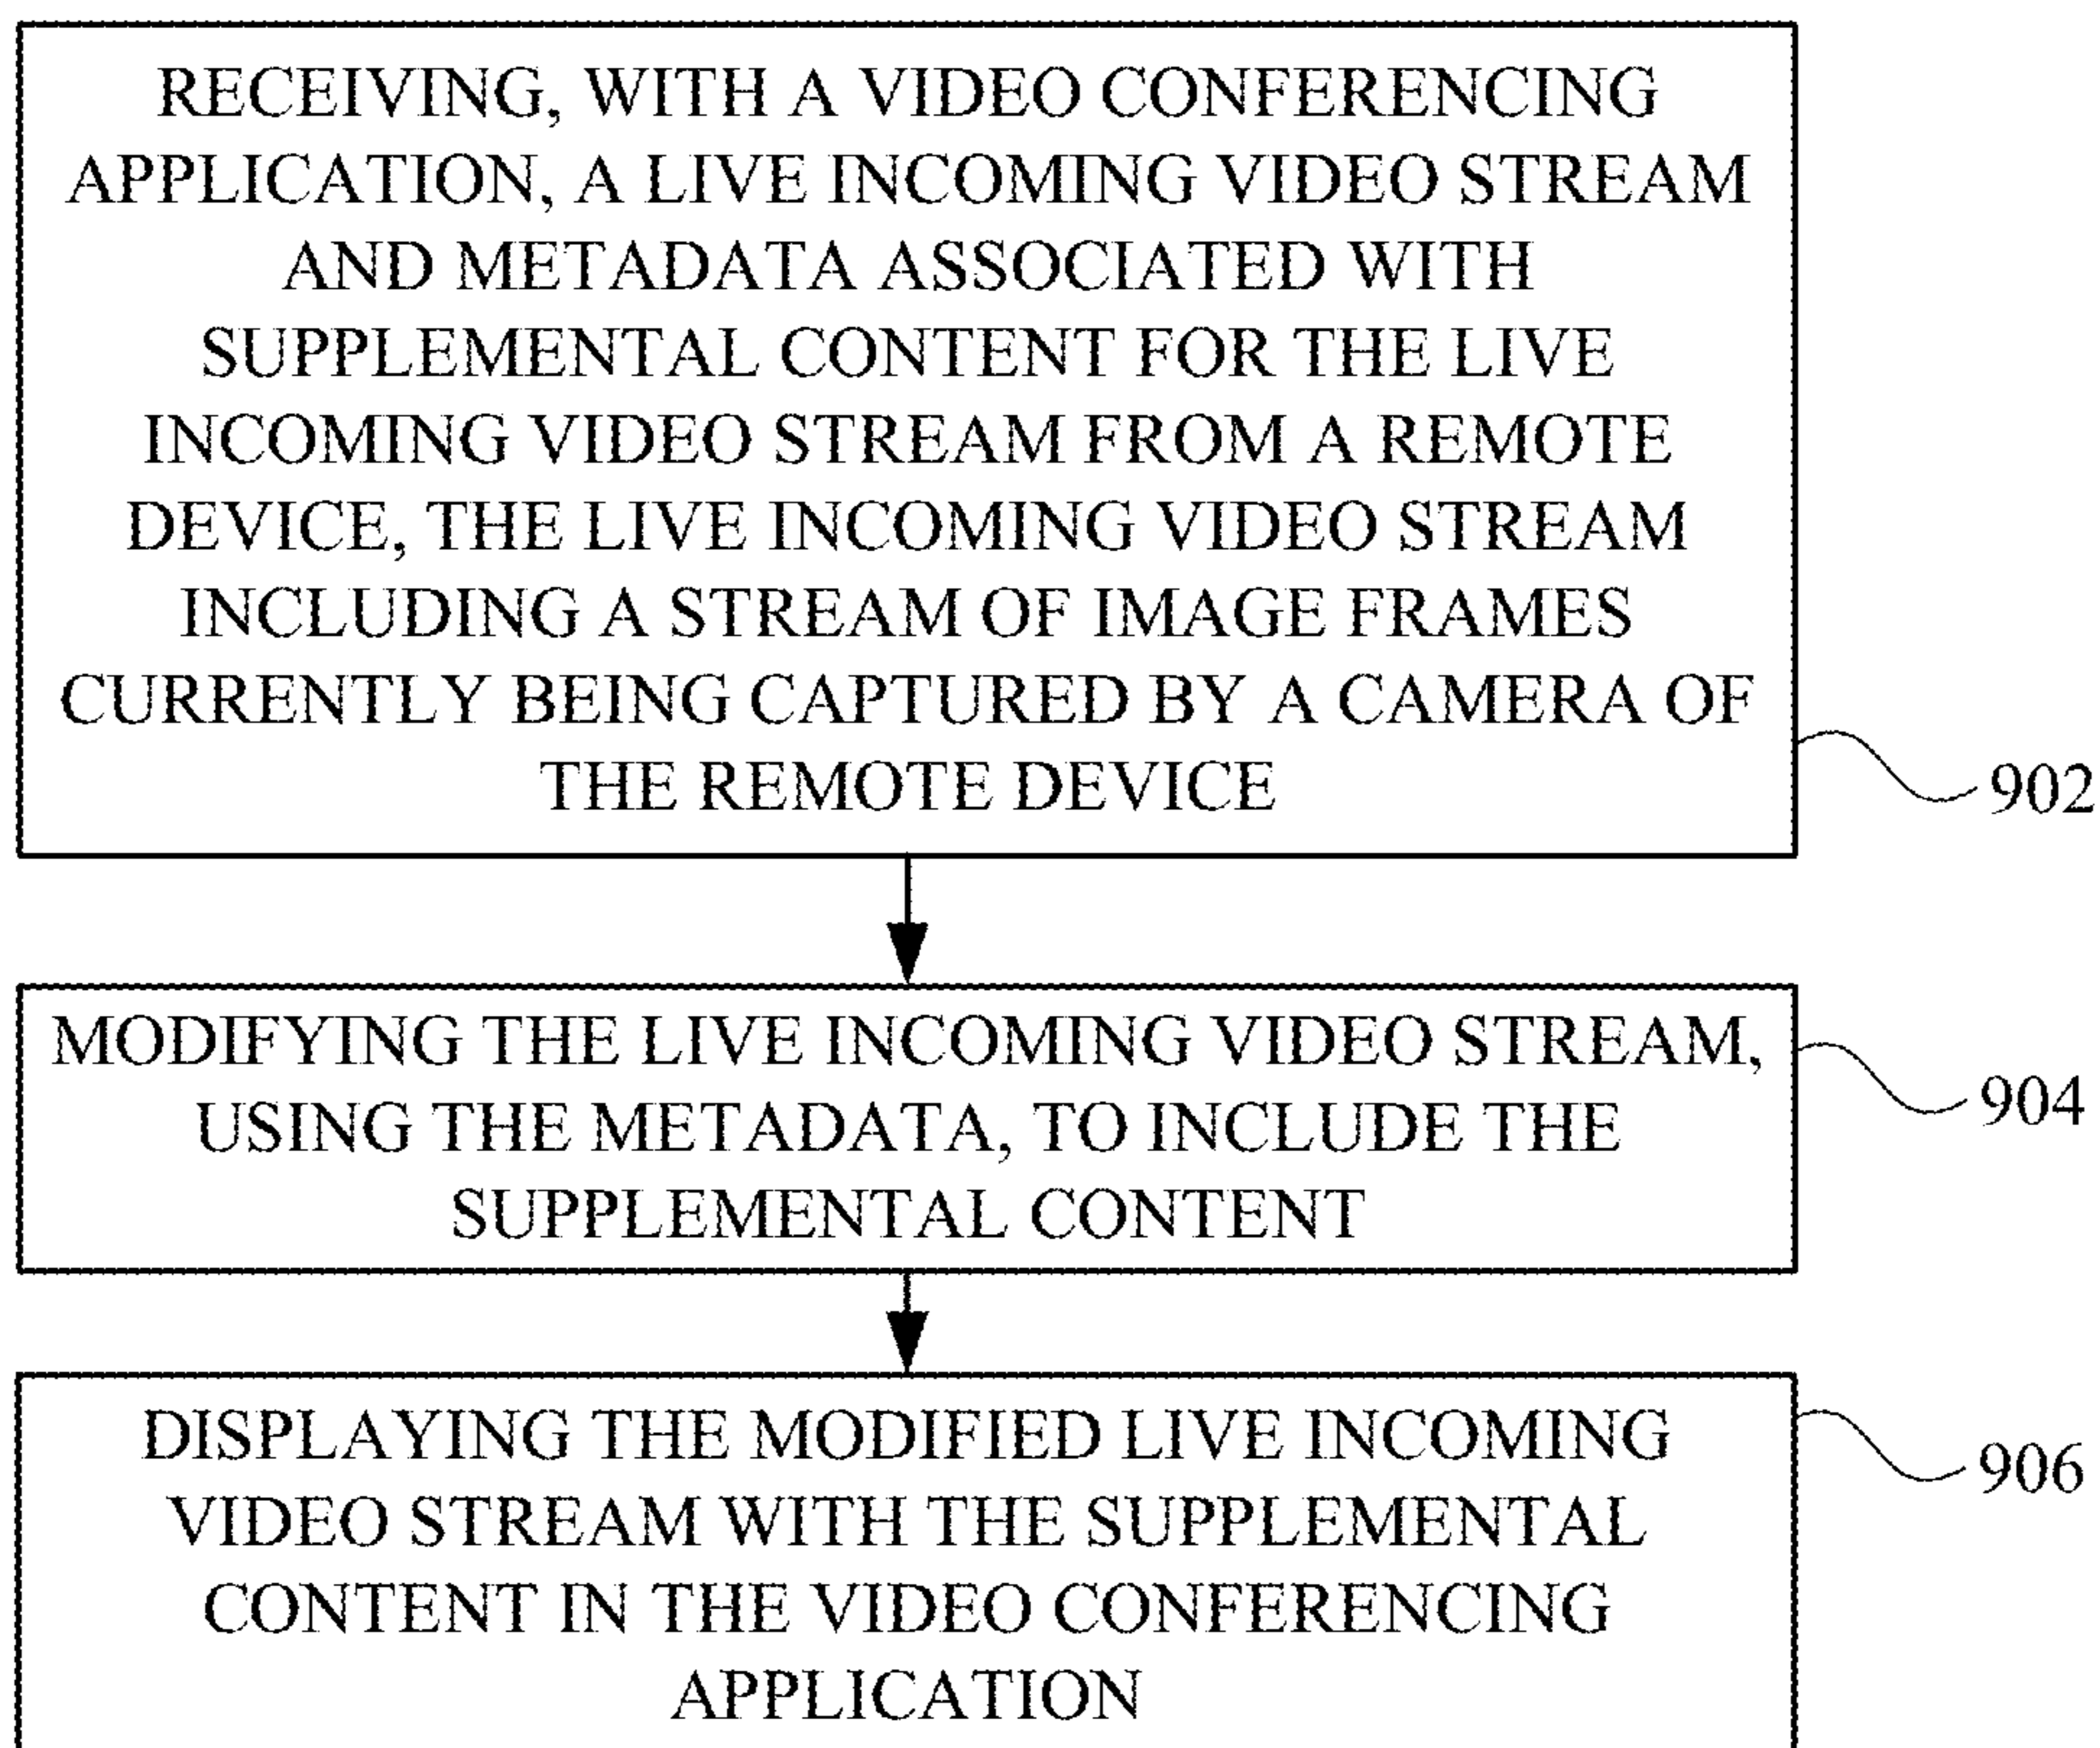 RECEIVING, WITH A VIDEO CONFERENCING
APPLICATION, A LIVE INCOMING VIDEO STREAM
AND METADATA ASSOCIATED WITH
SUPPLEMENTAL CONTENT FOR THE LIVE
INCOMING VIDEO STREAM FROM A REMOTE
DEVICE, THE LIVE INCOMING VIDEO STREAM
INCLUDING A STREAM OF IMAGE FRAMES
CURRENTLY BEING CAPTURED BY A CAMERA OF
THE REMOTE DEVICE
902
MODIFYING THE LIVE INCOMING VIDEO STREAM,
USING THE METADATA, TO INCLUDE THE
SUPPLEMENTAL CONTENT
904
DISPLAYING THE MODIFIED LIVE INCOMING
VIDEO STREAM WITH THE SUPPLEMENTAL
CONTENT IN THE VIDEO CONFERENCING
APPLICATION
906